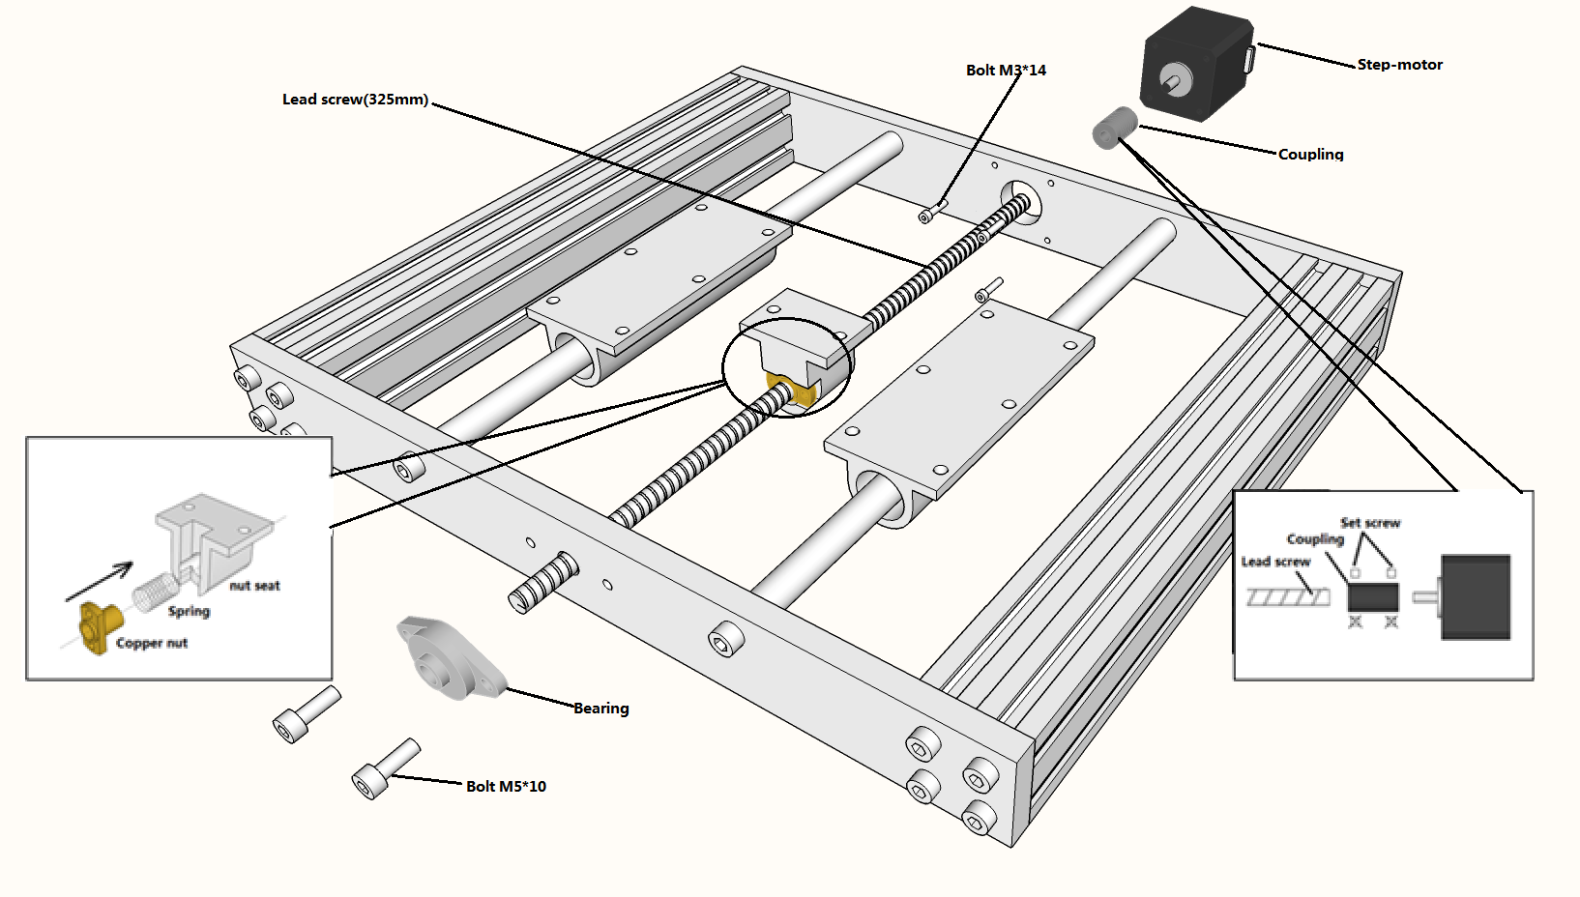 Step-motor
Bolt M3*14
Lead screw(325mm)
Coupling
Set screw
Coupling
Lead screw
nut seat
Spring
Copper nut
Bearing
Bolt M5*10